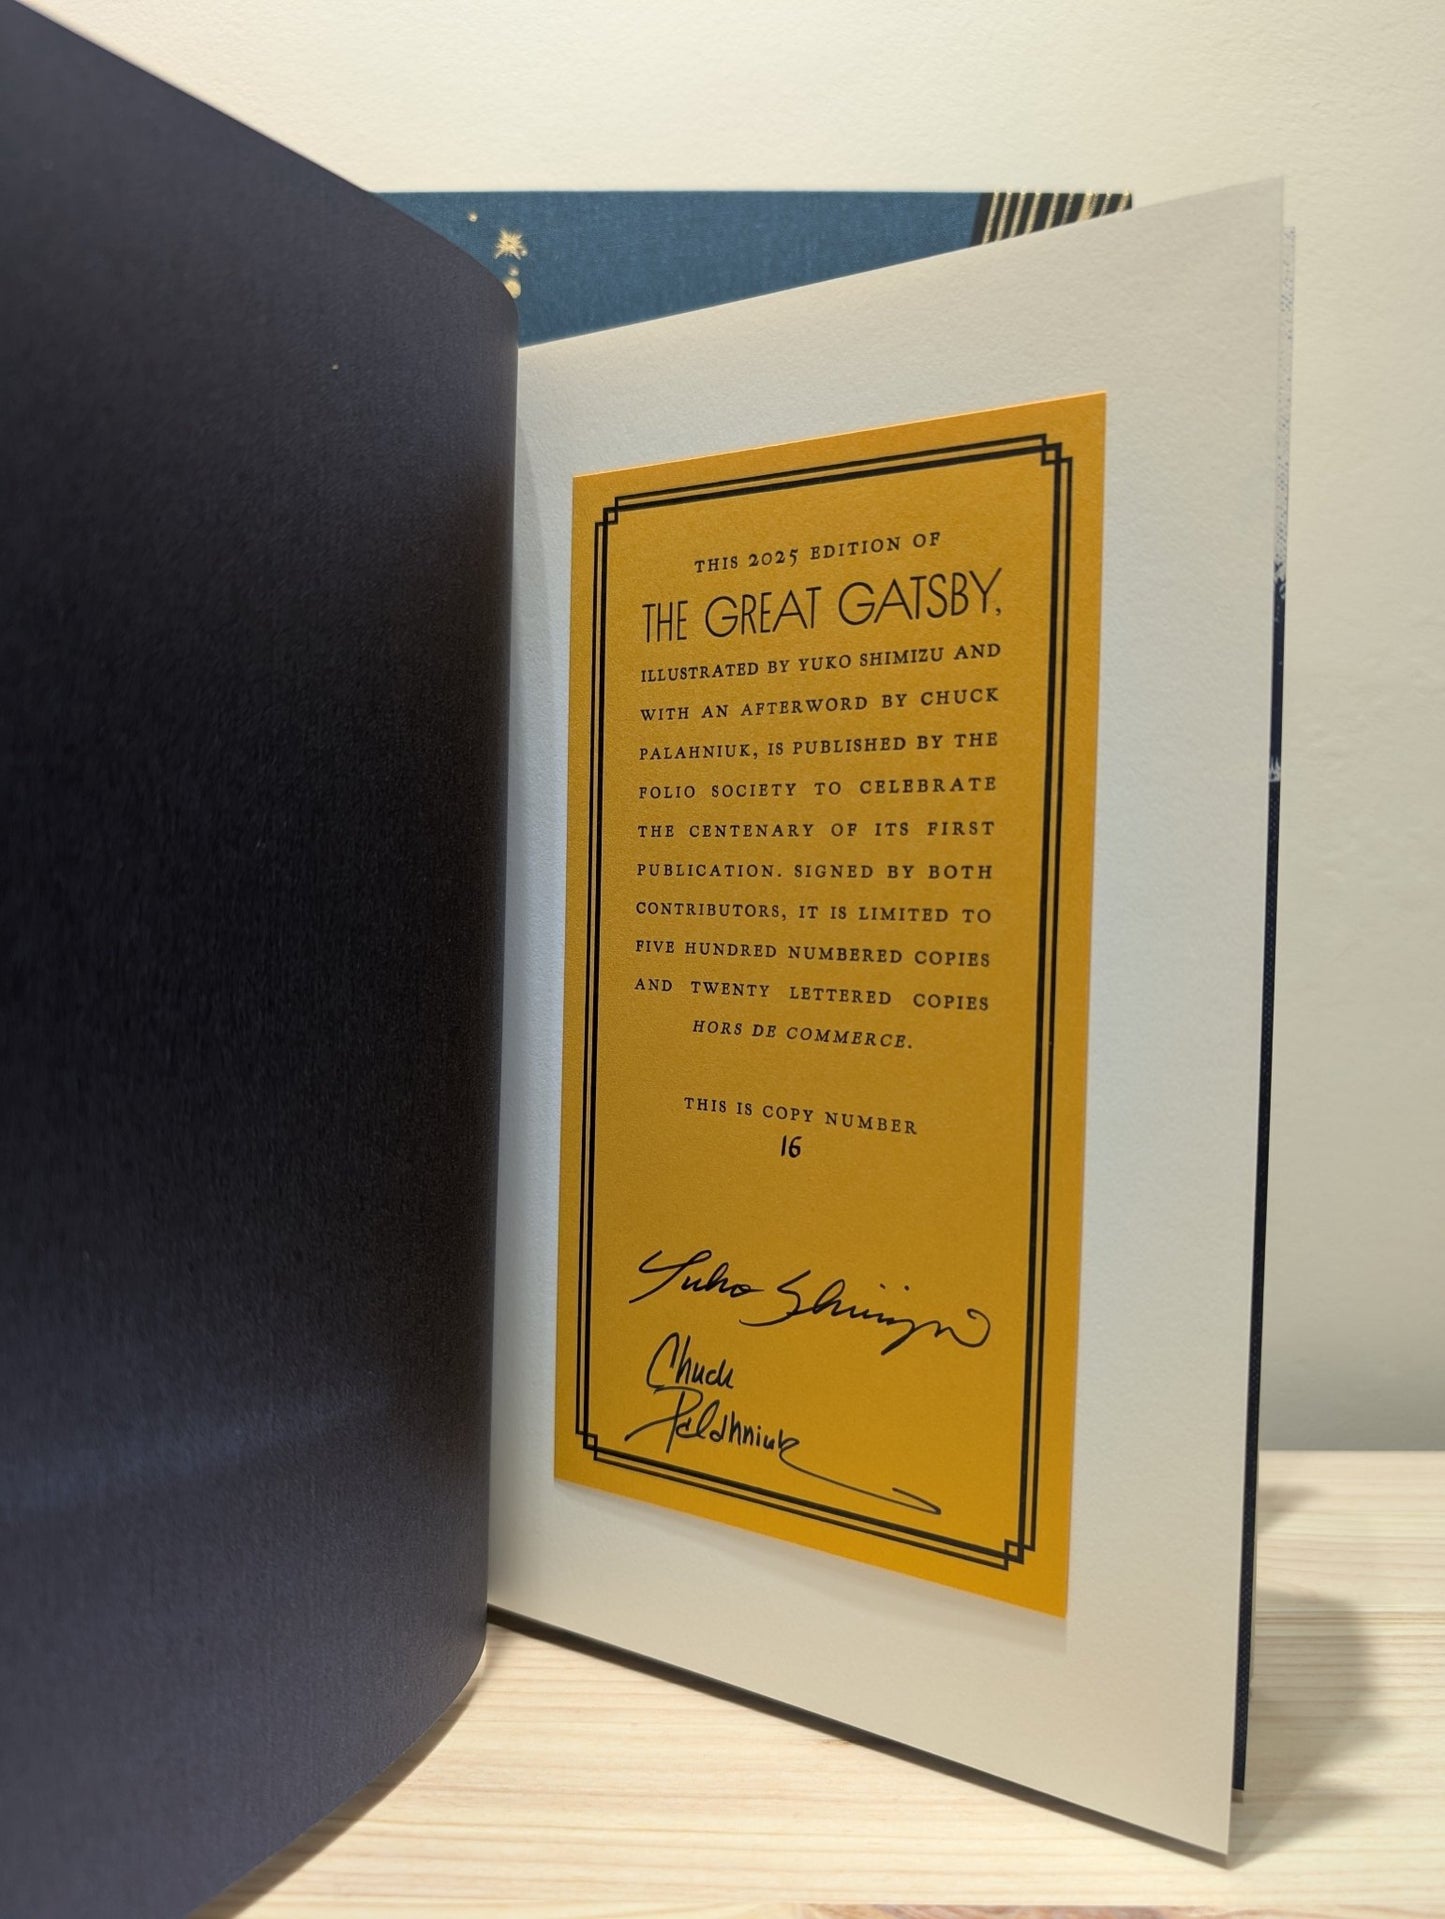 THIS 2025 EDITION OF
THE GREAT GATSBY,
ILLUSTRATED BY YUKO SHIMIZU AND
WITH AN AFTERWORD BY CHUCK
PALAHNIUK, IS PUBLISHED BY THE
FOLIO SOCIETY TO CELEBRATE
THE CENTENARY OF ITS FIRST
PUBLICATION. SIGNED BY BOTH
CONTRIBUTORS, IT IS LIMITED TO
FIVE HUNDRED NUMBERED COPIES
AND TWENTY LETTERED COPIES
HORS DE COMMERCE.
THIS IS COPY NUMBER
16
Yuko Shimizu
Chuck
Palahniuk